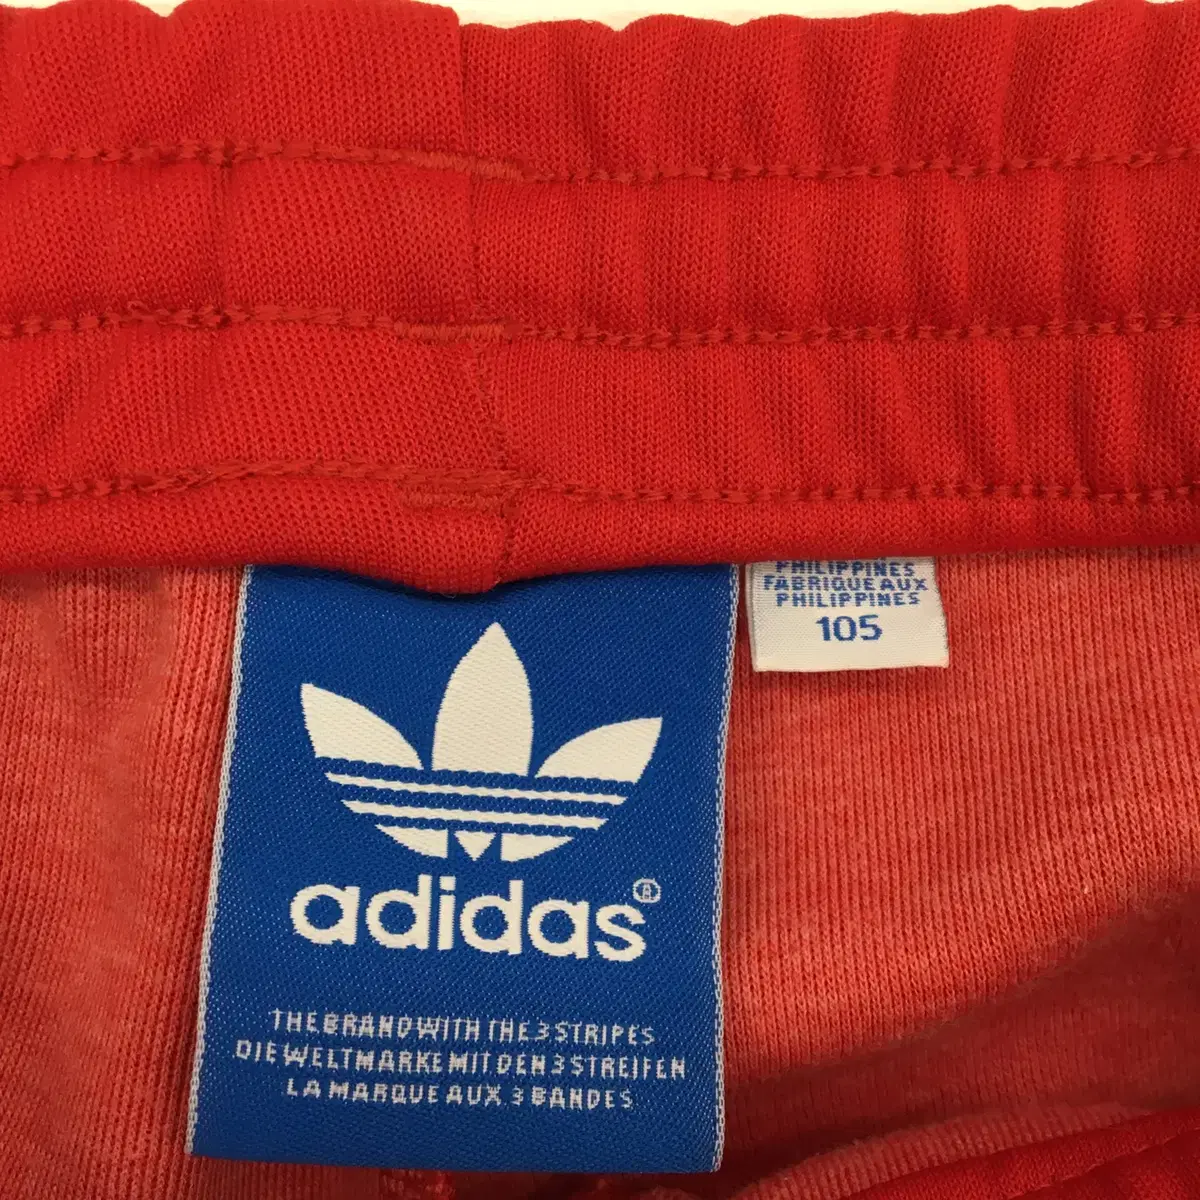 PHILIPPINES
FABRIQUE AUX
PHILIPPINES
105
adidas®
THE BRAND WITH THE 3 STRIPES
DIE WELTMARKE MIT DEN 3 STREIFEN
LA MARQUE AUX 3 BANDES